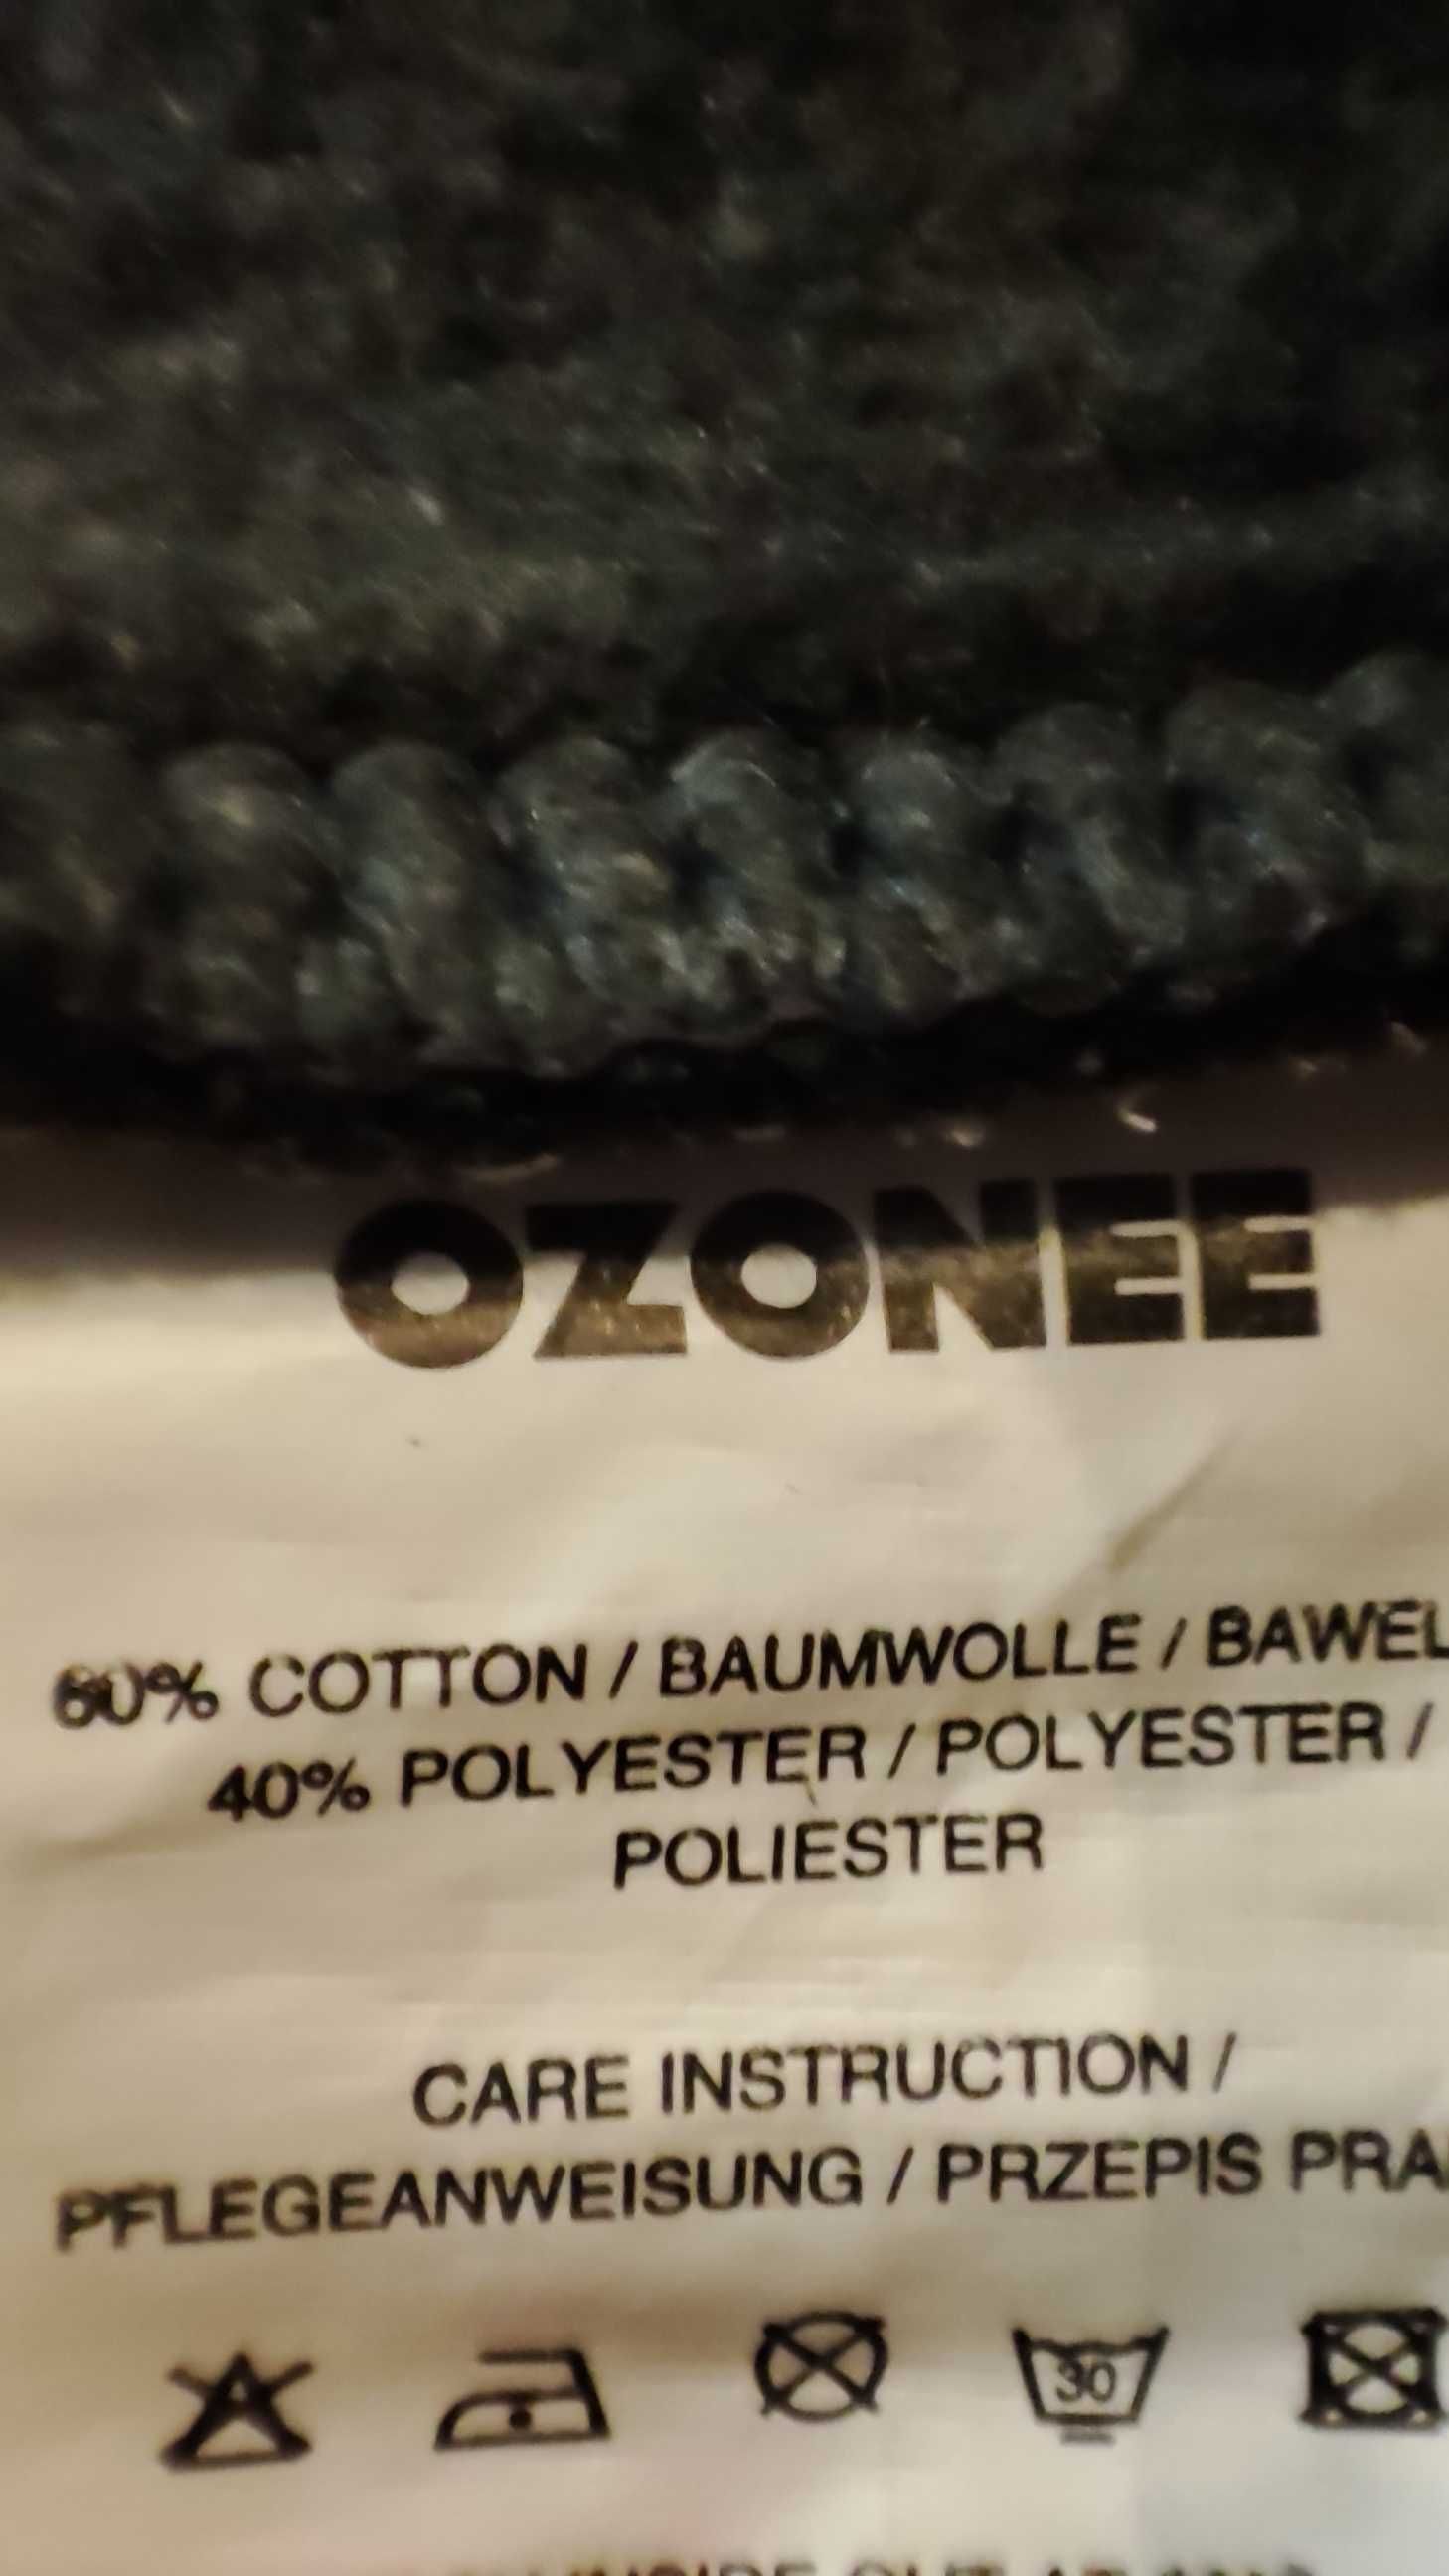 OZONEE
60% COTTON / BAUMWOLLE / BAWEL
40% POLYESTER / POLYESTER /
POLIESTER
CARE INSTRUCTION /
PFLEGEANWEISUNG / PRZEPIS PRA
30